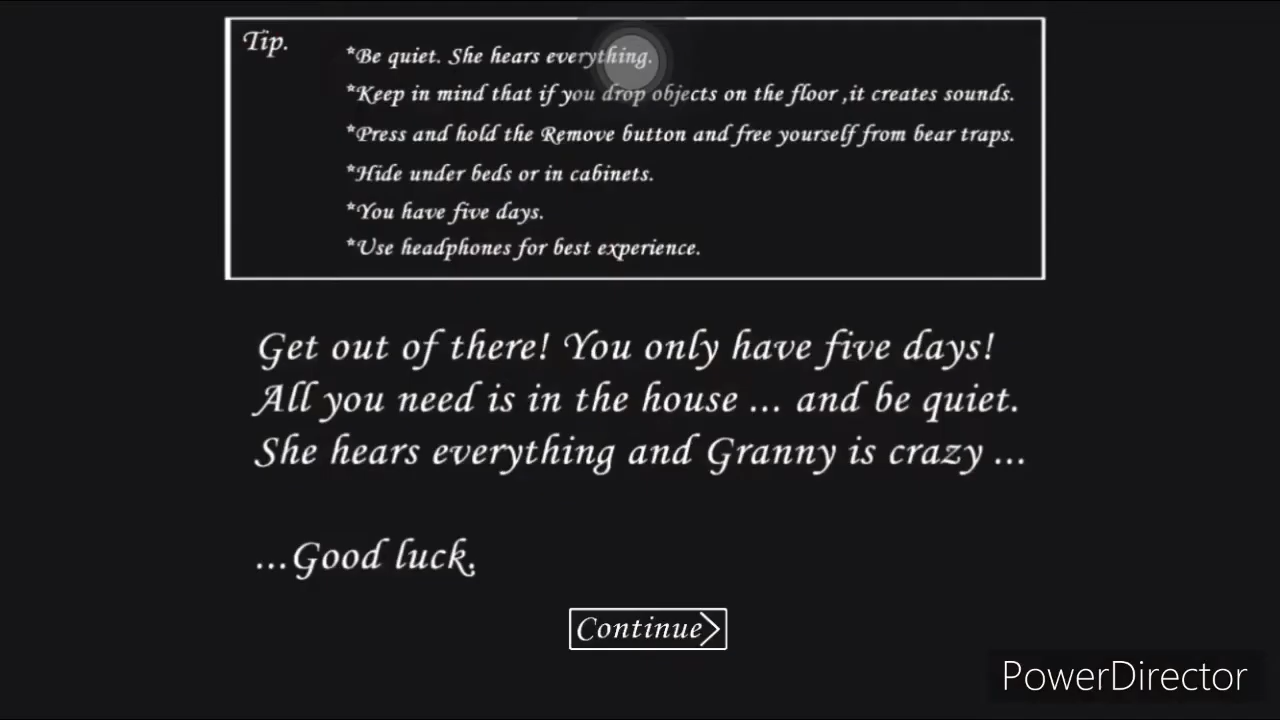 Tip.
*Be quiet. She hears everything.
*Keep in mind that if you drop objects on the floor ,it creates sounds.
*Press and hold the Remove button and free yourself from bear traps.
*Hide under beds or in cabinets.
*You have five days.
*Use headphones for best experience.
Get out of there! You only have five days!
All you need is in the house ... and be quiet.
She hears everything and Granny is crazy ...
...Good luck.
Continue
PowerDirector